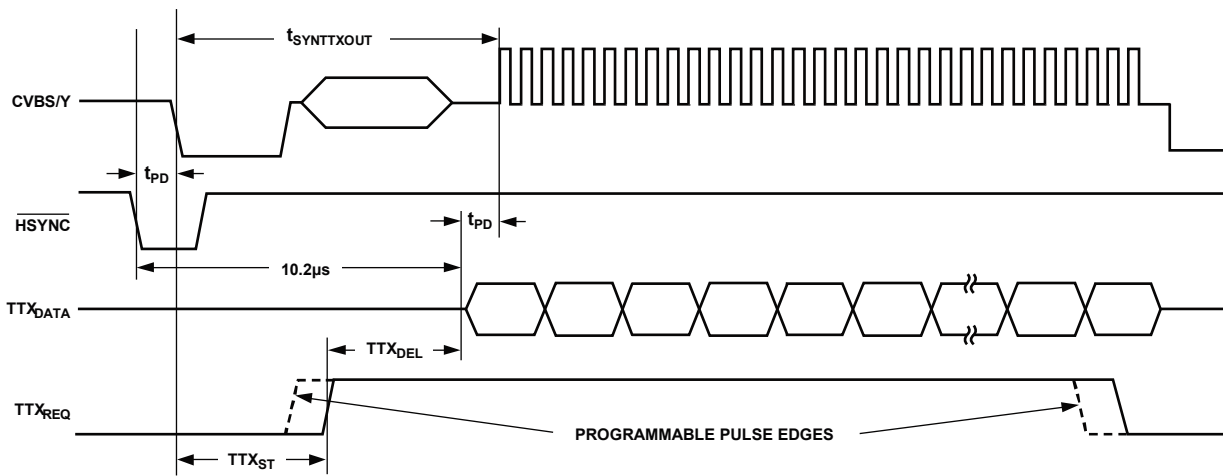 tSYNTTXOUT
CVBS/Y
tPD
HSYNC
tPD
10.2µs
TTXDATA
TTXDEL
TTXREQ
PROGRAMMABLE PULSE EDGES
TTXST